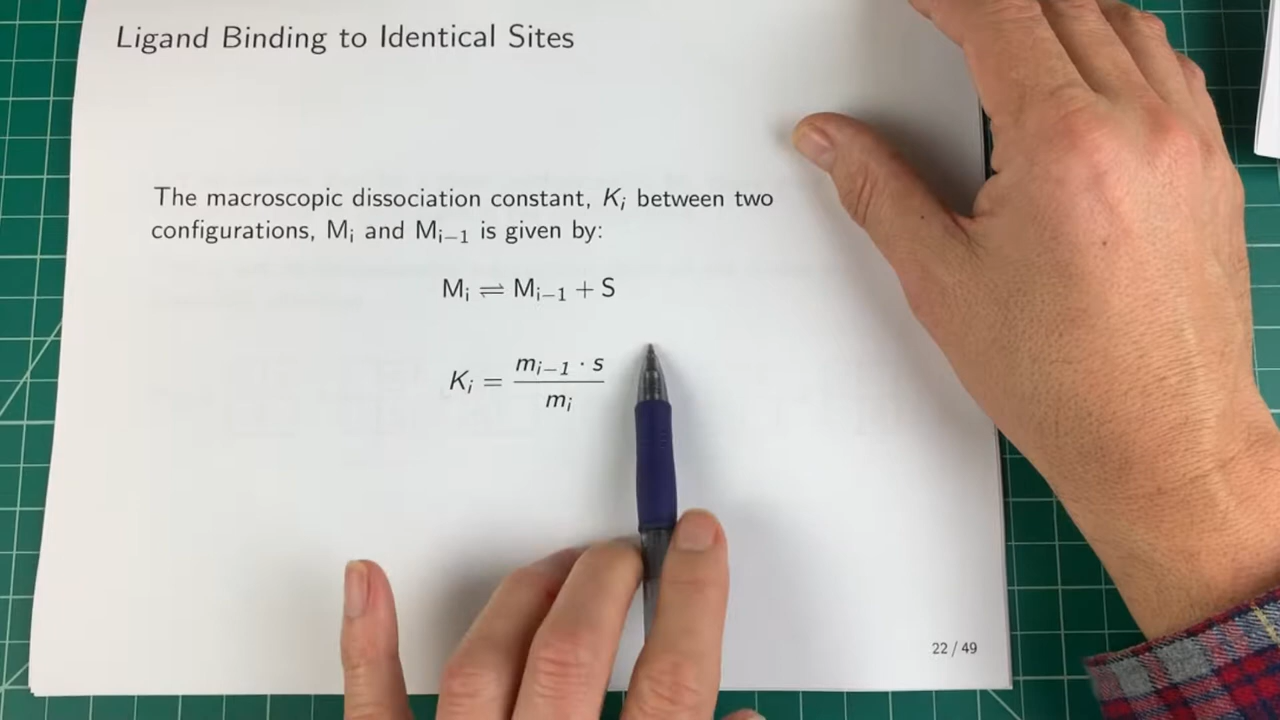 Ligand Binding to Identical Sites
The macroscopic dissociation constant, Kᵢ between two
configurations, Mᵢ and Mᵢ₋₁ is given by:
Mᵢ ⇌ Mᵢ₋₁ + S
Kᵢ = (mᵢ₋₁ · s) / mᵢ
22 / 49